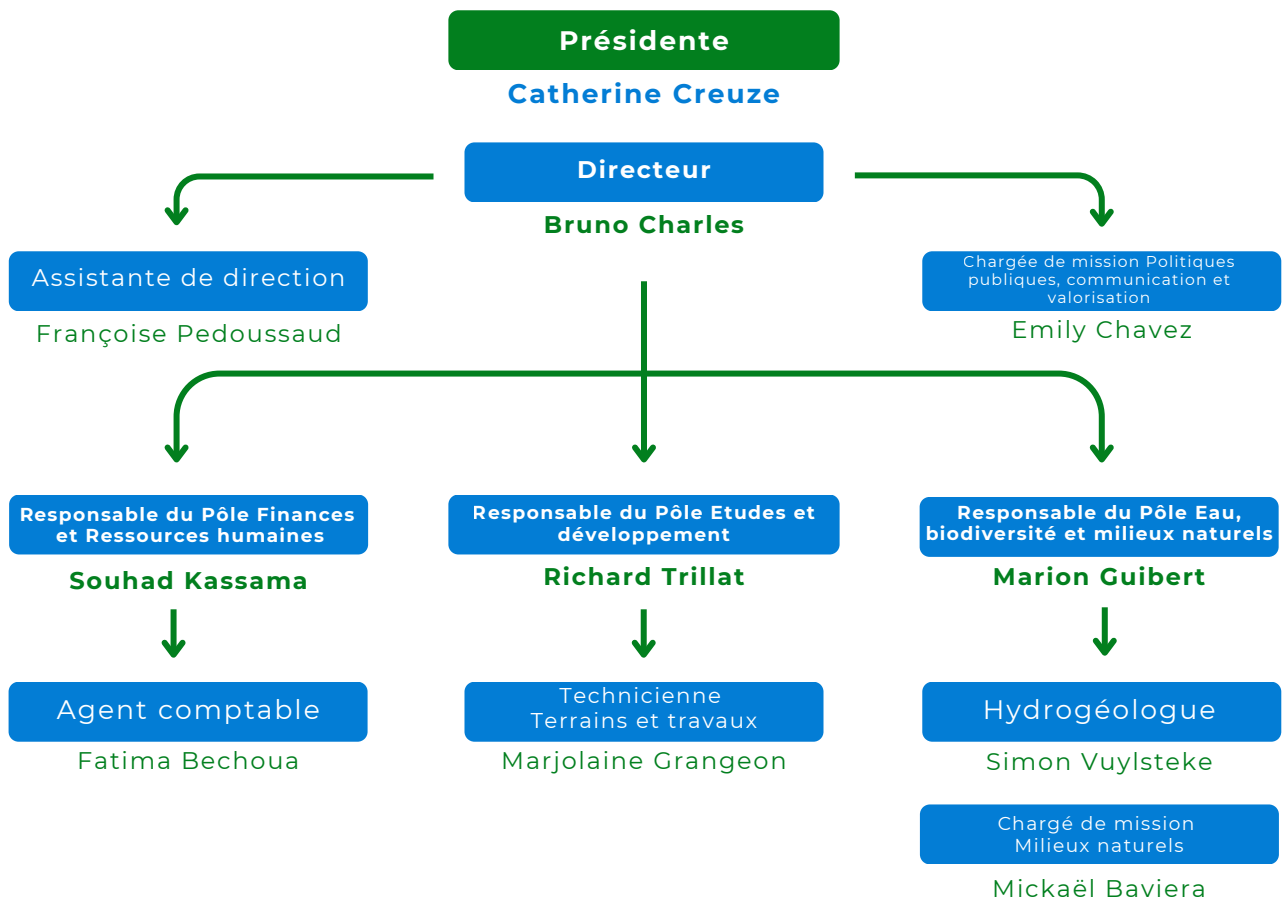 Présidente
Catherine Creuze
Directeur
Bruno Charles
Assistante de direction
Françoise Pedoussaud
Chargée de mission Politiques
publiques, communication et
valorisation
Emily Chavez
Responsable du Pôle Finances
et Ressources humaines
Souhad Kassama
Responsable du Pôle Etudes et
développement
Richard Trillat
Responsable du Pôle Eau,
biodiversité et milieux naturels
Marion Guibert
Agent comptable
Fatima Bechoua
Technicienne
Terrains et travaux
Marjolaine Grangeon
Hydrogéologue
Simon Vuylsteke
Chargé de mission
Milieux naturels
Mickaël Baviera